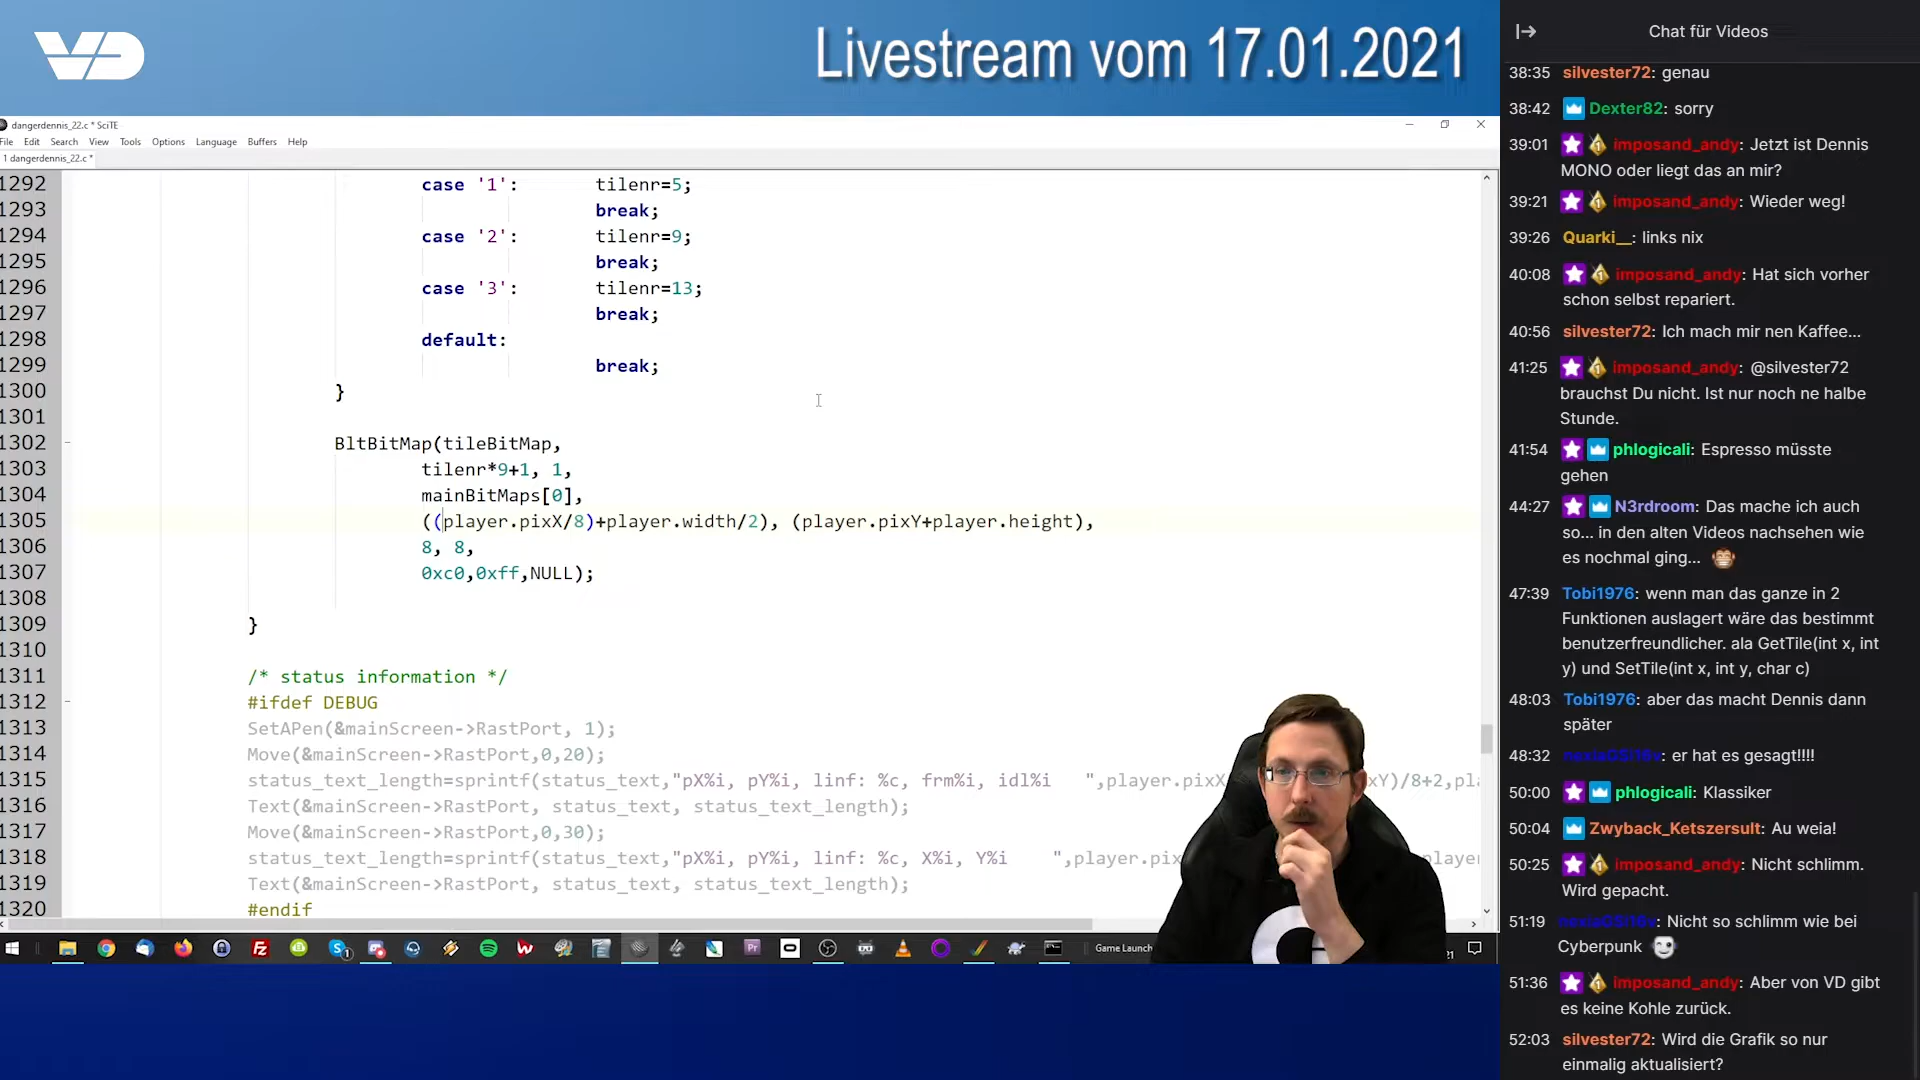 VD
Livestream vom 17.01.2021
dangerdennis_22.c * SciTE
File Edit Search View Tools Options Language Buffers Help
1 dangerdennis_22.c *
1292 case '1': tilenr=5;
1293 break;
1294 case '2': tilenr=9;
1295 break;
1296 case '3': tilenr=13;
1297 break;
1298 default:
1299 break;
1300 }
1301
1302 BltBitMap(tileBitMap,
1303 tilenr*9+1, 1,
1304 mainBitMaps[0],
1305 ((player.pixX/8)+player.width/2), (player.pixY+player.height),
1306 8, 8,
1307 0xc0,0xff,NULL);
1308
1309 }
1310
1311 /* status information */
1312 #ifdef DEBUG
1313 SetAPen(&mainScreen->RastPort, 1);
1314 Move(&mainScreen->RastPort,0,20);
1315 status_text_length=sprintf(status_text,"pX%i, pY%i, linf: %c, frm%i, idl%i ",player.pixX xY)/8+2,pl
1316 Text(&mainScreen->RastPort, status_text, status_text_length);
1317 Move(&mainScreen->RastPort,0,30);
1318 status_text_length=sprintf(status_text,"pX%i, pY%i, linf: %c, X%i, Y%i ",player.pix player
1319 Text(&mainScreen->RastPort, status_text, status_text_length);
1320 #endif
Game Launch
Chat für Videos
38:35 silvester72: genau
38:42 Dexter82: sorry
39:01 imposand_andy: Jetzt ist Dennis
MONO oder liegt das an mir?
39:21 imposand_andy: Wieder weg!
39:26 Quarki__: links nix
40:08 imposand_andy: Hat sich vorher
schon selbst repariert.
40:56 silvester72: Ich mach mir nen Kaffee...
41:25 imposand_andy: @silvester72
brauchst Du nicht. Ist nur noch ne halbe
Stunde.
41:54 phlogicali: Espresso müsste
gehen
44:27 N3rdroom: Das mache ich auch
so... in den alten Videos nachsehen wie
es nochmal ging...
47:39 Tobi1976: wenn man das ganze in 2
Funktionen auslagert wäre das bestimmt
benutzerfreundlicher. ala GetTile(int x, int
y) und SetTile(int x, int y, char c)
48:03 Tobi1976: aber das macht Dennis dann
später
48:32 : er hat es gesagt!!!!
50:00 phlogicali: Klassiker
50:04 Zwyback_Ketszersult: Au weia!
50:25 imposand_andy: Nicht schlimm.
Wird gepacht.
51:19 : Nicht so schlimm wie bei
Cyberpunk
51:36 imposand_andy: Aber von VD gibt
es keine Kohle zurück.
52:03 silvester72: Wird die Grafik so nur
einmalig aktualisiert?